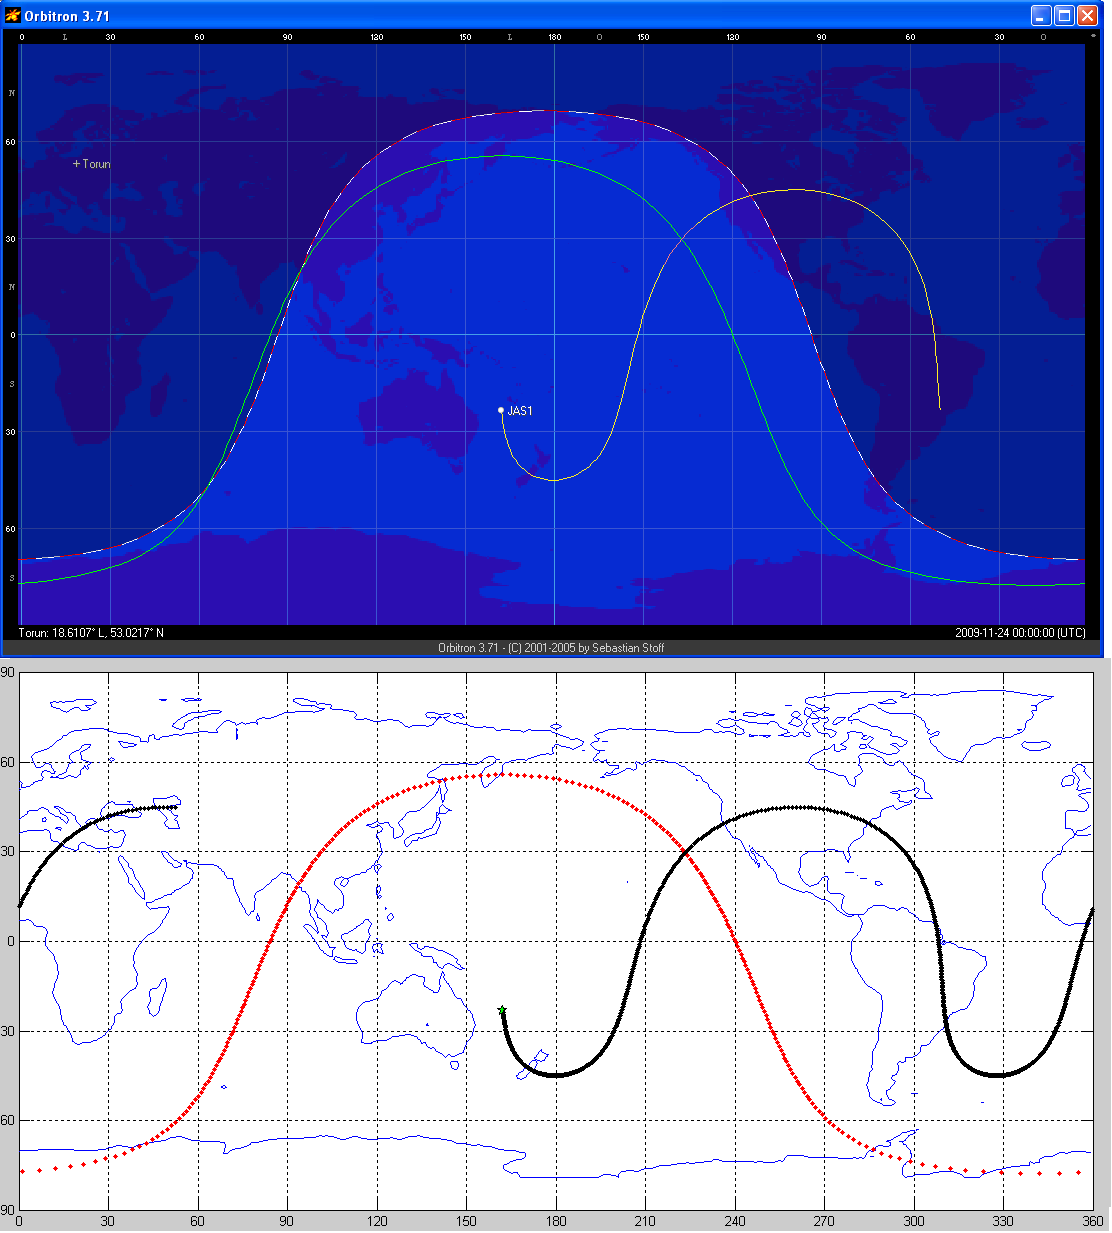 Orbitron 3.71
0 L 30 60 90 120 150 L 180 O 150 120 90 60 30 O *
N
60
+ Torun
30
N
0
S
JAS1
30
60
S
Torun: 18.6107° L, 53.0217° N 2009-11-24 00:00:00 (UTC)
Orbitron 3.71 - (C) 2001-2005 by Sebastian Stoff
90
60
30
0
30
60
90
0 30 60 90 120 150 180 210 240 270 300 330 360